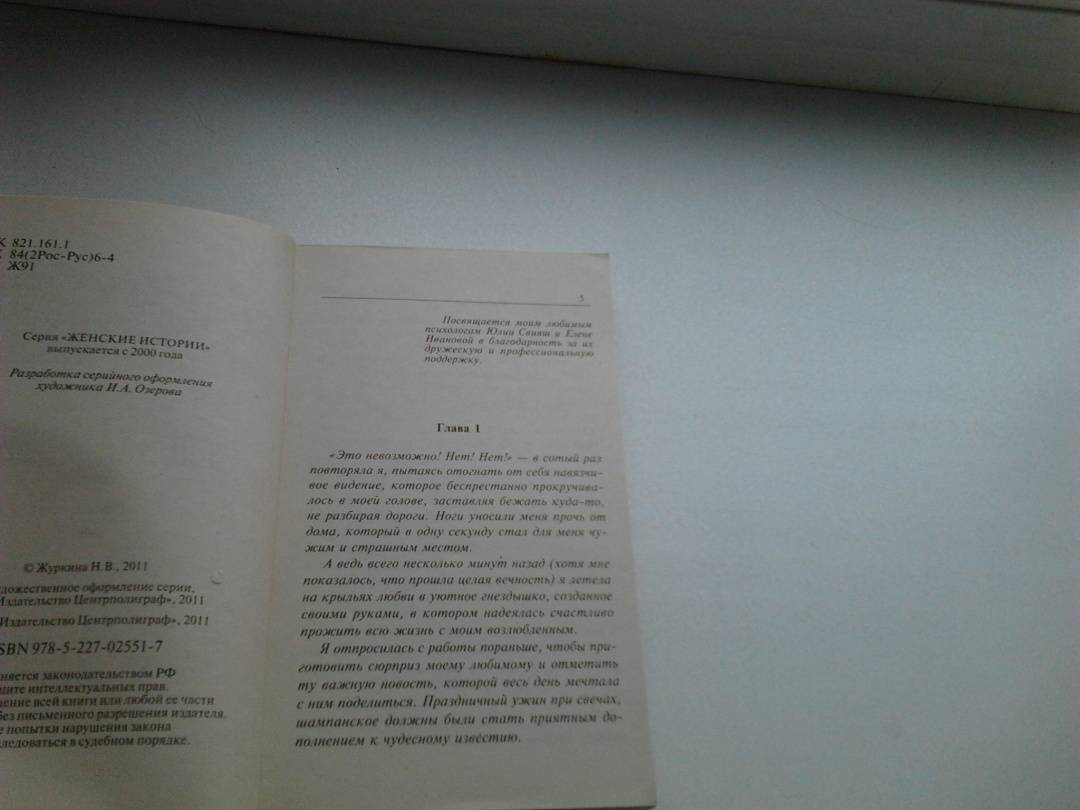 К 821.161.1
84(2Рос-Рус)6-4
Ж91
Серия «ЖЕНСКИЕ ИСТОРИИ»
выпускается с 2000 года
Разработка серийного оформления
художника И.А. Озерова
© Журкина Н.В., 2011
дожественное оформление серии,
Издательство Центрполиграф», 2011
Издательство Центрполиграф», 2011
SBN 978-5-227-02551-7
няется законодательством РФ
ите интеллектуальных прав.
ение всей книги или любой ее части
без письменного разрешения издателя.
е попытки нарушения закона
ледоваться в судебном порядке.
5
Посвящается моим любимым
психологам Юлии Свияш и Елене
Ивановой в благодарность за их
дружескую и профессиональную
поддержку.
Глава 1
«Это невозможно! Нет! Нет!» — в сотый раз
повторяла я, пытаясь отогнать от себя навязчи-
вое видение, которое беспрестанно прокручива-
лось в моей голове, заставляя бежать куда-то,
не разбирая дороги. Ноги уносили меня прочь от
дома, который в одну секунду стал для меня чу-
жим и страшным местом.
А ведь всего несколько минут назад (хотя мне
показалось, что прошла целая вечность) я летела
на крыльях любви в уютное гнездышко, созданное
своими руками, в котором надеялась счастливо
прожить всю жизнь с моим возлюбленным.
Я отпросилась с работы пораньше, чтобы при-
готовить сюрприз моему любимому и отметить
ту важную новость, которой весь день мечтала
с ним поделиться. Праздничный ужин при свечах,
шампанское должны были стать приятным до-
полнением к чудесному известию.